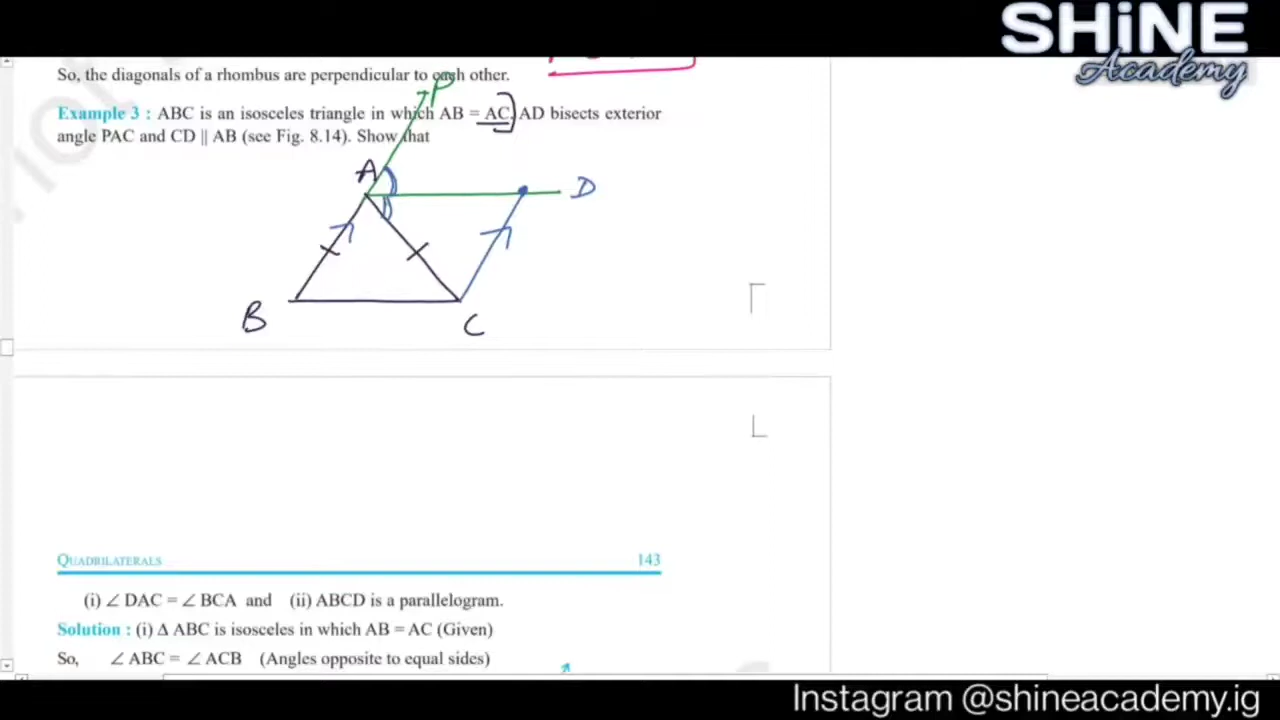 SHiNE
Academy
So, the diagonals of a rhombus are perpendicular to each other.
P
Example 3 : ABC is an isosceles triangle in which AB = AC. AD bisects exterior
angle PAC and CD || AB (see Fig. 8.14). Show that
A
D
B
C
QUADRILATERALS 143
(i) ∠ DAC = ∠ BCA and (ii) ABCD is a parallelogram.
Solution : (i) Δ ABC is isosceles in which AB = AC (Given)
So, ∠ ABC = ∠ ACB (Angles opposite to equal sides)
Instagram @shineacademy.ig